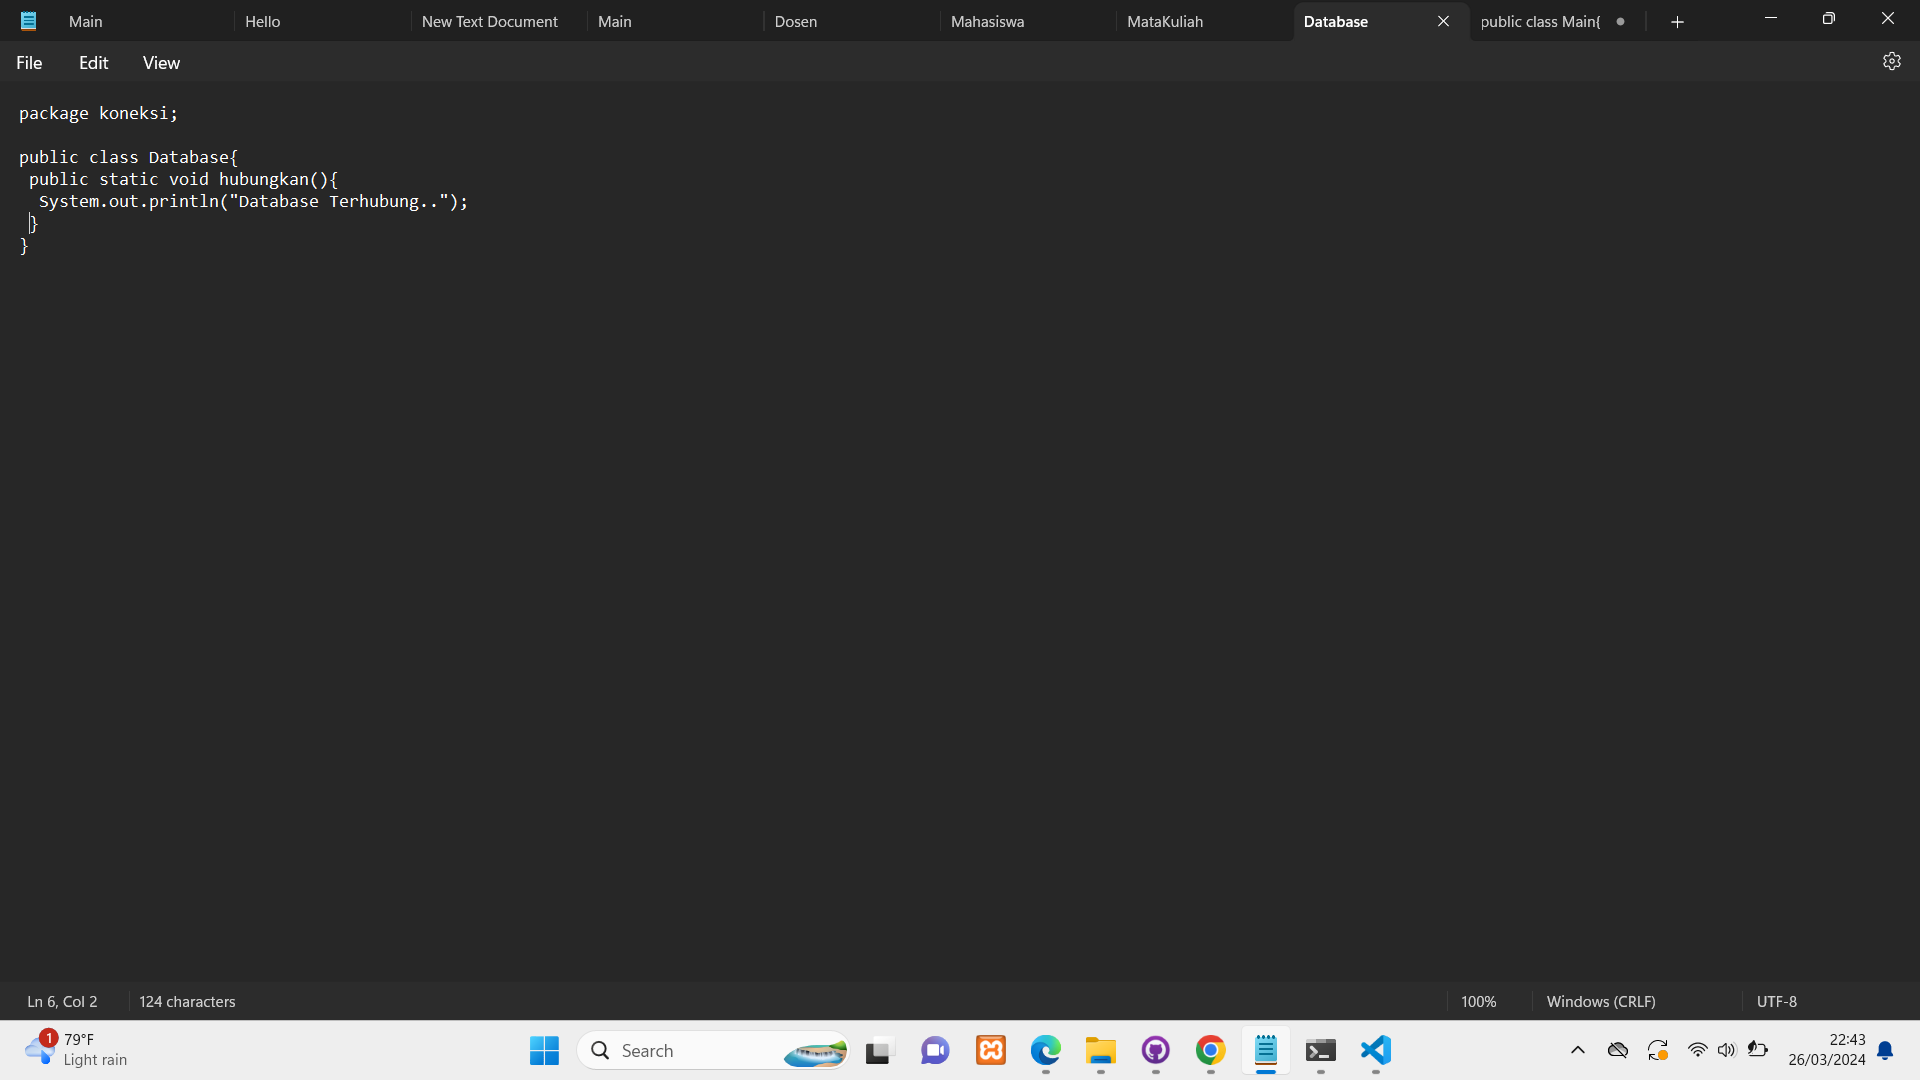 Main Hello New Text Document Main Dosen Mahasiswa MataKuliah Database public class Main{
File Edit View
package koneksi;
public class Database{
public static void hubungkan(){
System.out.println("Database Terhubung..");
}
}
Ln 6, Col 2 124 characters 100% Windows (CRLF) UTF-8
1 79°F Search 22:43
Light rain 26/03/2024